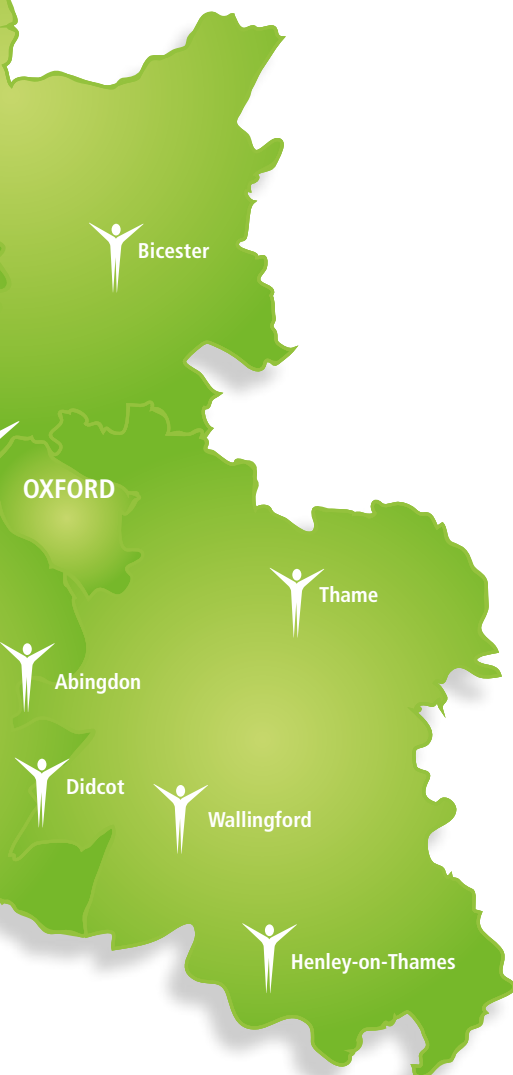 Bicester
OXFORD
Thame
Abingdon
Didcot
Wallingford
Henley-on-Thames